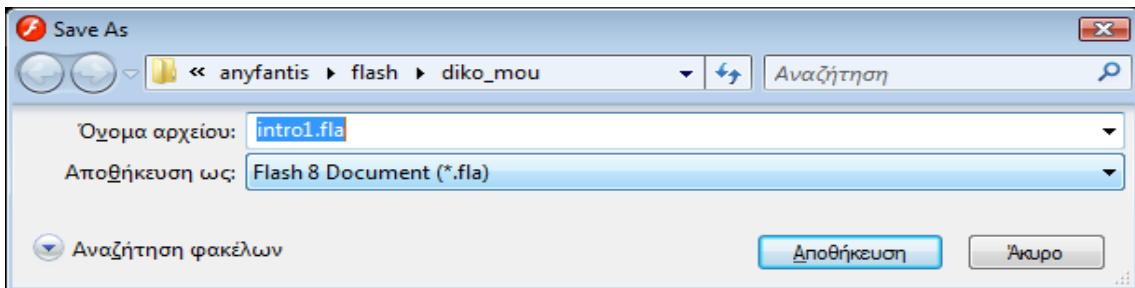 Save As
« anyfantis ▸ flash ▸ diko_mou Αναζήτηση
Όνομα αρχείου: intro1.fla
Αποθήκευση ως: Flash 8 Document (*.fla)
Αναζήτηση φακέλων Αποθήκευση Άκυρο